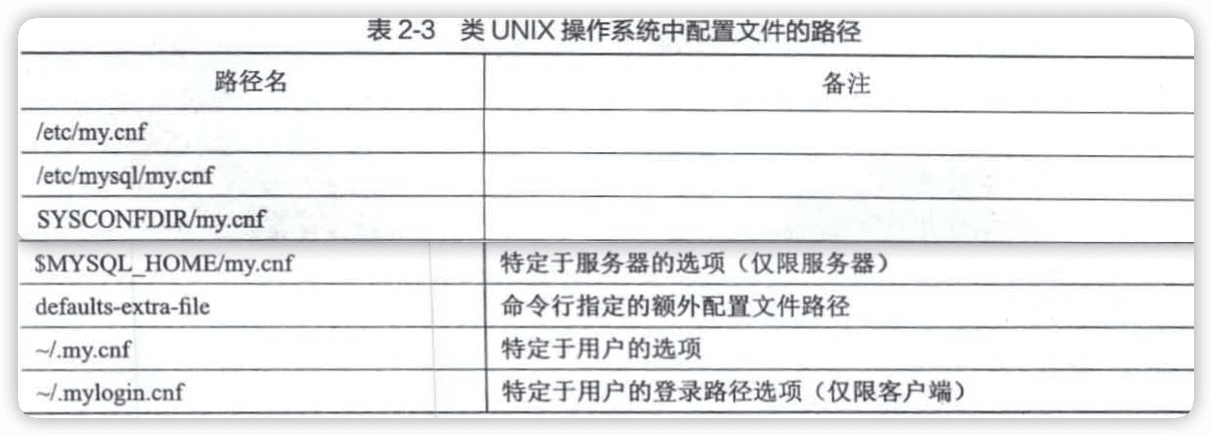 表 2-3 类 UNIX 操作系统中配置文件的路径
路径名 备注
/etc/my.cnf
/etc/mysql/my.cnf
SYSCONFDIR/my.cnf
$MYSQL_HOME/my.cnf 特定于服务器的选项（仅限服务器）
defaults-extra-file 命令行指定的额外配置文件路径
~/.my.cnf 特定于用户的选项
~/.mylogin.cnf 特定于用户的登录路径选项（仅限客户端）